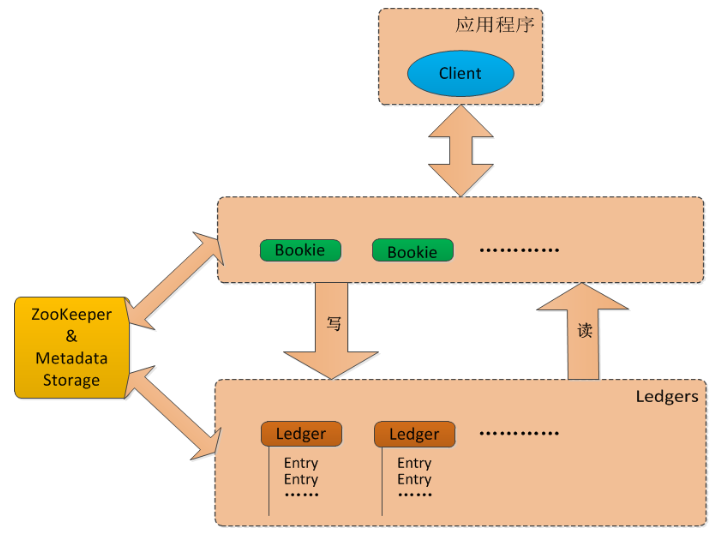 应用程序
Client
Bookie
Bookie
…………
ZooKeeper
&
Metadata
Storage
写
读
Ledgers
Ledger
Ledger
…………
Entry
Entry
……
Entry
Entry
……